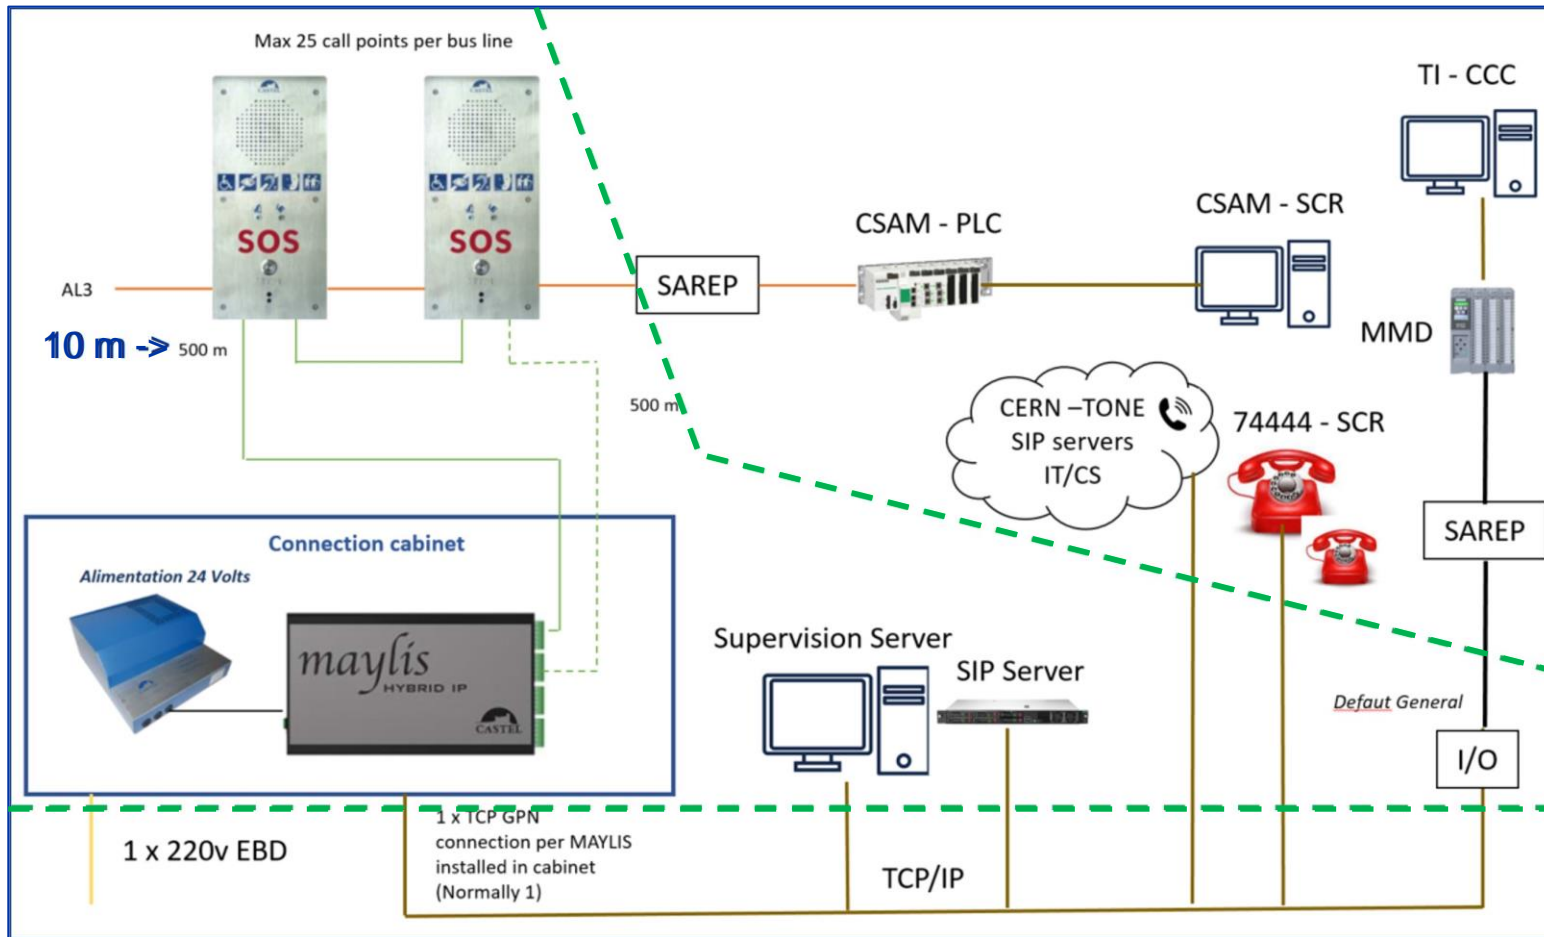 Max 25 call points per bus line
TI - CCC
CASTEL
CASTEL
CSAM - PLC
CSAM - SCR
SOS
SOS
AL3
SAREP
MMD
10 m -> 500 m
500 m
CERN –TONE
SIP servers
IT/CS
74444 - SCR
SAREP
Connection cabinet
Alimentation 24 Volts
maylis
HYBRID IP
CASTEL
Supervision Server
SIP Server
Defaut General
I/O
1 x 220v EBD
1 x TCP GPN
connection per MAYLIS
installed in cabinet
(Normally 1)
TCP/IP